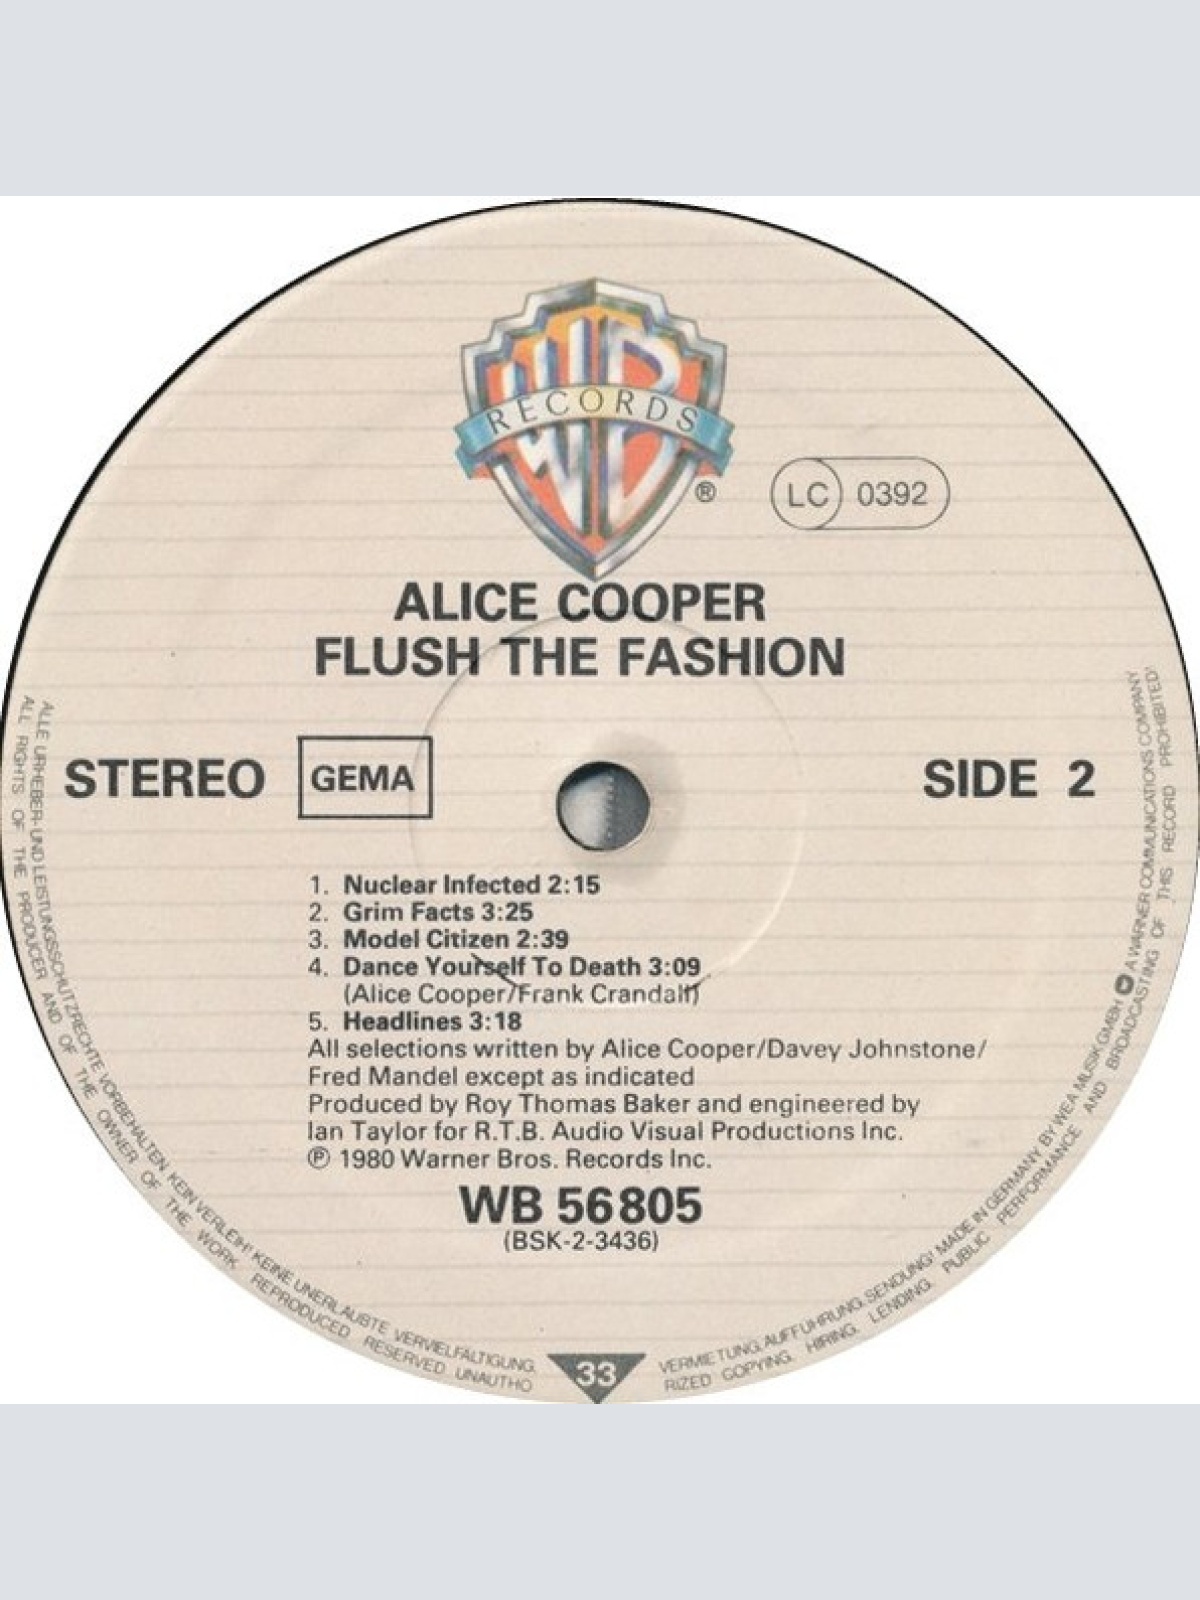 WB
RECORDS
®
LC 0392
ALICE COOPER
FLUSH THE FASHION
STEREO GEMA SIDE 2
1. Nuclear Infected 2:15
2. Grim Facts 3:25
3. Model Citizen 2:39
4. Dance Yourself To Death 3:09
(Alice Cooper/Frank Crandall)
5. Headlines 3:18
All selections written by Alice Cooper/Davey Johnstone/
Fred Mandel except as indicated
Produced by Roy Thomas Baker and engineered by
Ian Taylor for R.T.B. Audio Visual Productions Inc.
℗ 1980 Warner Bros. Records Inc.
WB 56 805
(BSK-2-3436)
ALLE URHEBER- UND LEISTUNGSSCHUTZRECHTE VORBEHALTEN. KEIN VERLEIH! KEINE UNERLAUBTE VERVIELFÄLTIGUNG, VERMIETUNG, AUFFÜHRUNG, SENDUNG! MADE IN GERMANY BY WEA MUSIK GMBH A WARNER COMMUNICATIONS COMPANY
ALL RIGHTS OF THE PRODUCER AND OF THE OWNER OF THE WORK REPRODUCED RESERVED UNAUTHORIZED COPYING, HIRING, LENDING, PUBLIC PERFORMANCE AND BROADCASTING OF THIS RECORD PROHIBITED!
33